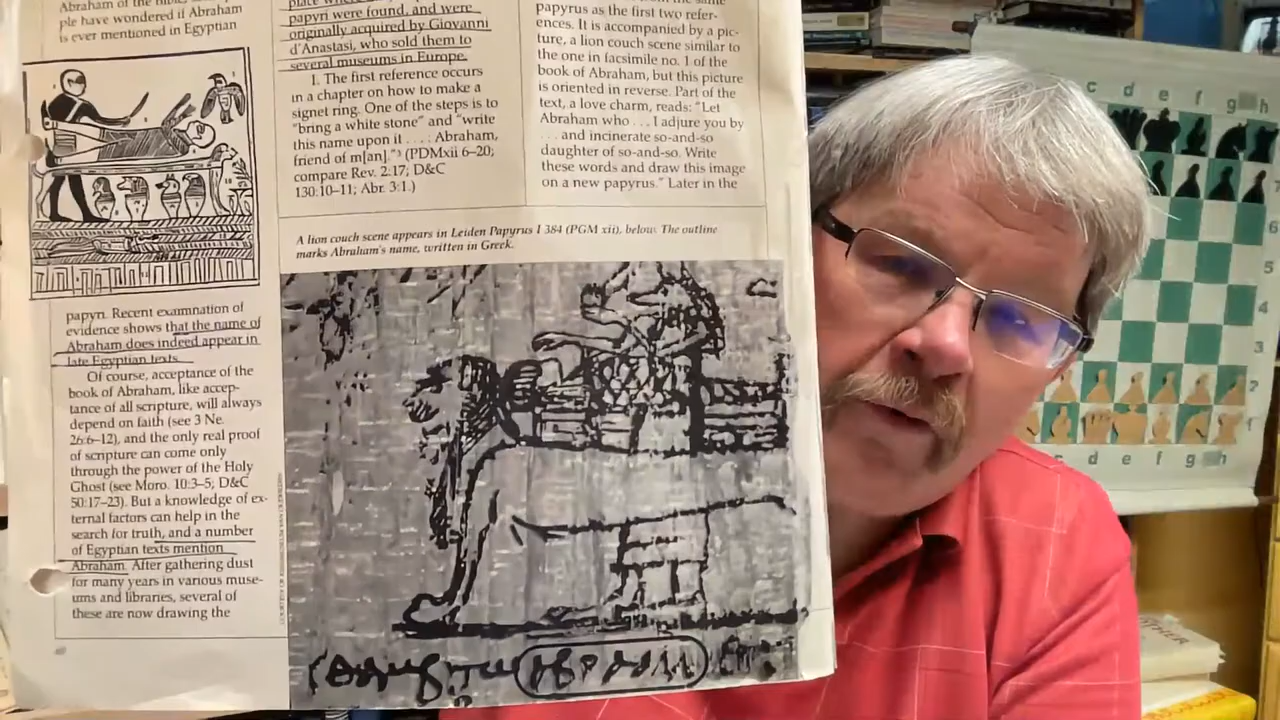 Abraham of the
ple have wondered if Abraham
is ever mentioned in Egyptian
papyri. Recent examination of
evidence shows that the name of
Abraham does indeed appear in
late Egyptian texts.
Of course, acceptance of the
book of Abraham, like accep-
tance of all scripture, will always
depend on faith (see 3 Ne.
26:6–12), and the only real proof
of scripture can come only
through the power of the Holy
Ghost (see Moro. 10:3–5; D&C
50:17–23). But a knowledge of ex-
ternal factors can help in the
search for truth, and a number
of Egyptian texts mention
Abraham. After gathering dust
for many years in various muse-
ums and libraries, several of
these are now drawing the
papyri were found, and were
originally acquired by Giovanni
d'Anastasi, who sold them to
several museums in Europe.
1. The first reference occurs
in a chapter on how to make a
signet ring. One of the steps is to
"bring a white stone" and "write
this name upon it . . . . Abraham,
friend of m[an]."³ (PDMxii 6–20;
compare Rev. 2:17; D&C
130:10–11; Abr. 3:1.)
papyrus as the first two refer-
ences. It is accompanied by a pic-
ture, a lion couch scene similar to
the one in facsimile no. 1 of the
book of Abraham, but this picture
is oriented in reverse. Part of the
text, a love charm, reads: "Let
Abraham who . . . I adjure you by
. . . and incinerate so-and-so
daughter of so-and-so. Write
these words and draw this image
on a new papyrus." Later in the
A lion couch scene appears in Leiden Papyrus I 384 (PGM xii), below. The outline
marks Abraham's name, written in Greek.
c d e f g h
7
6
5
4
3
2
1
c d e f g h